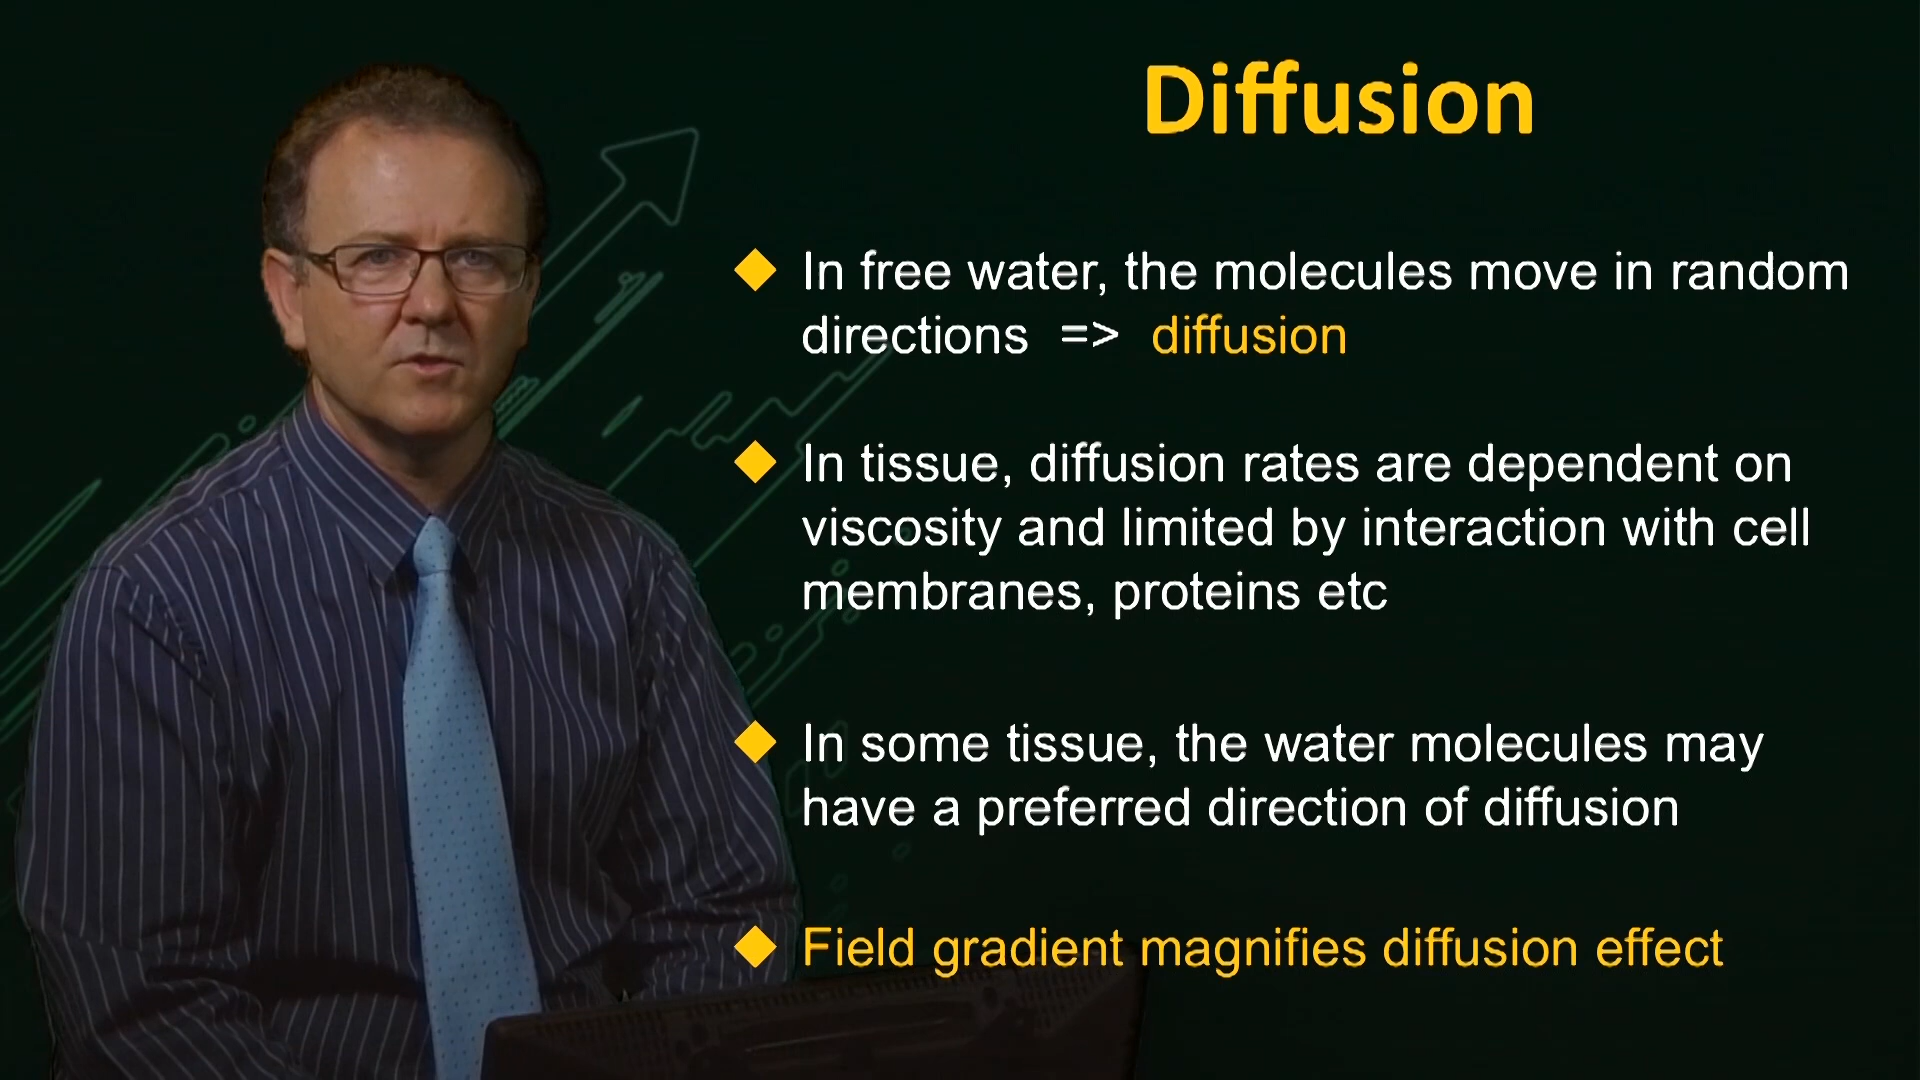 Diffusion
In free water, the molecules move in random
directions => diffusion
In tissue, diffusion rates are dependent on
viscosity and limited by interaction with cell
membranes, proteins etc
In some tissue, the water molecules may
have a preferred direction of diffusion
Field gradient magnifies diffusion effect